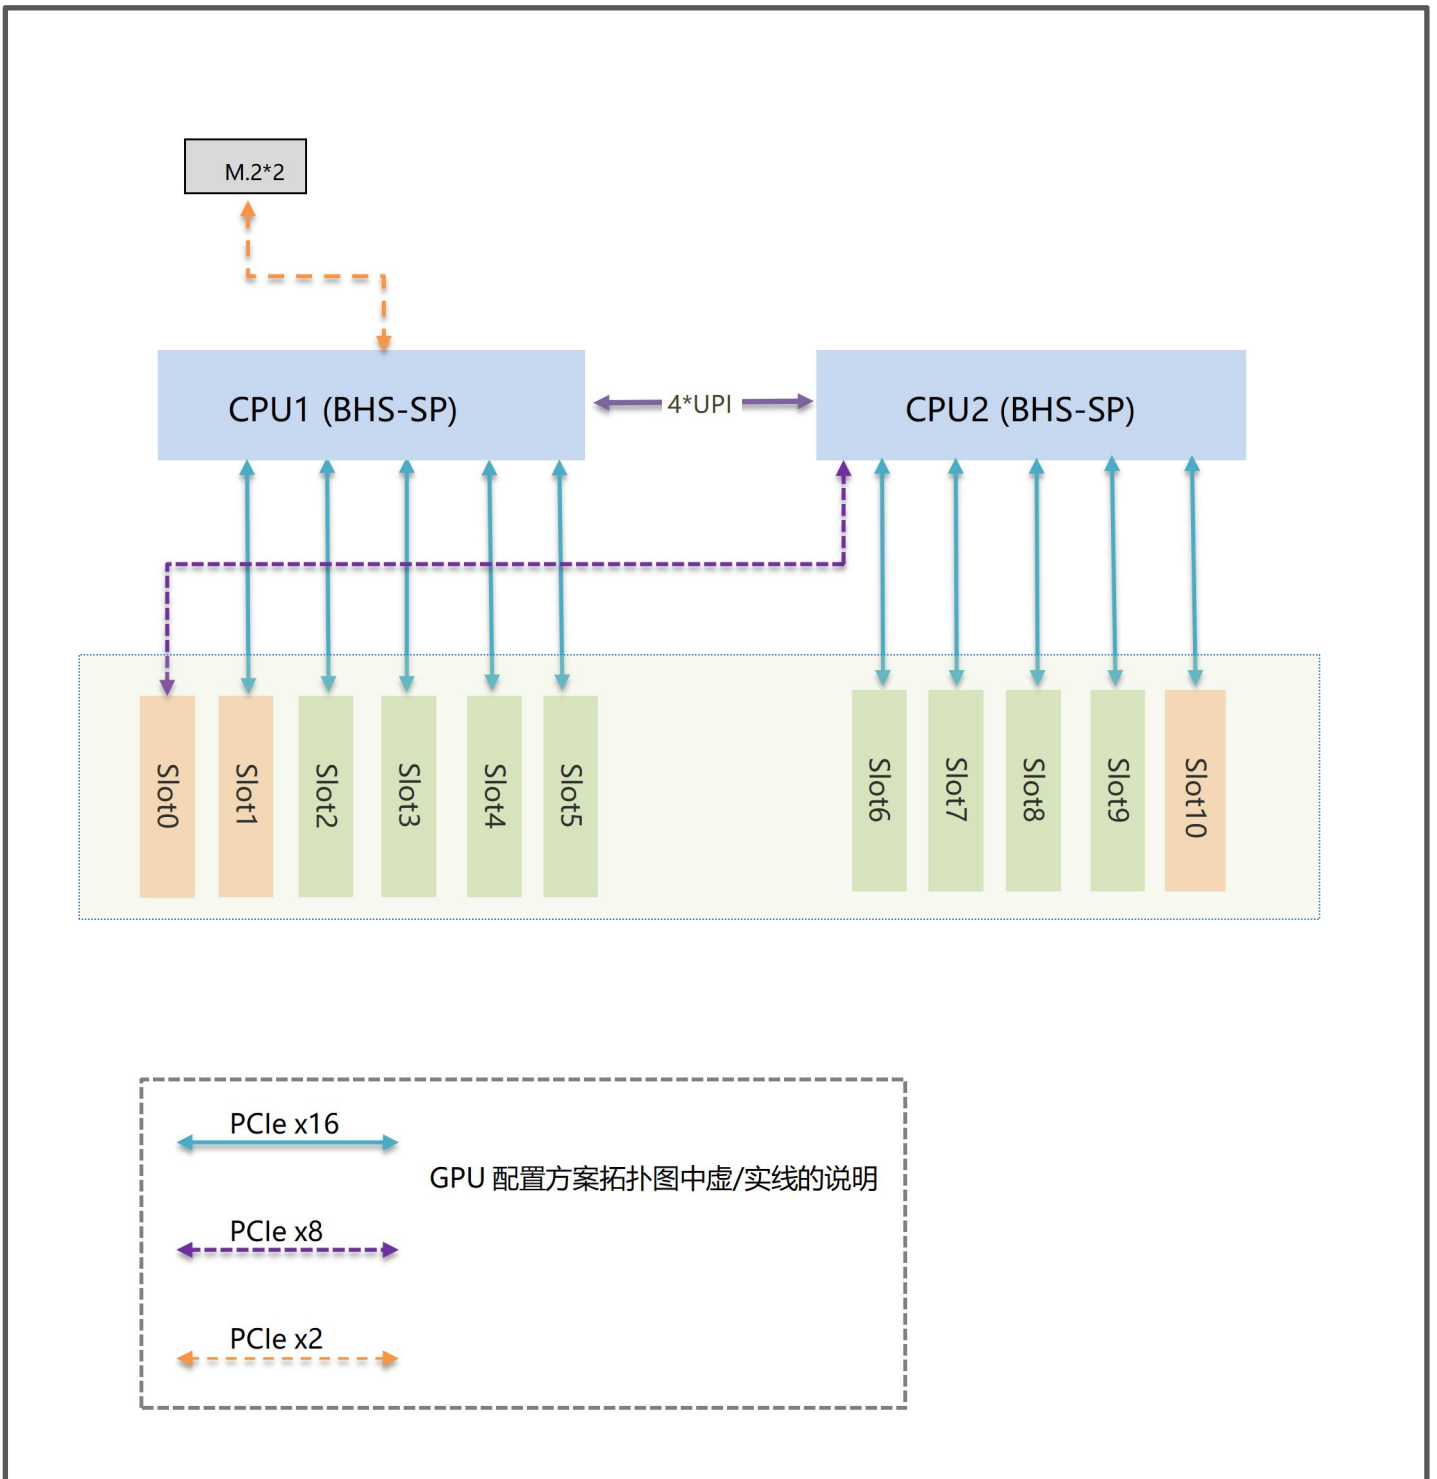 M.2*2
CPU1 (BHS-SP)
4*UPI
CPU2 (BHS-SP)
Slot0
Slot1
Slot2
Slot3
Slot4
Slot5
Slot6
Slot7
Slot8
Slot9
Slot10
PCIe x16
GPU 配置方案拓扑图中虚/实线的说明
PCIe x8
PCIe x2